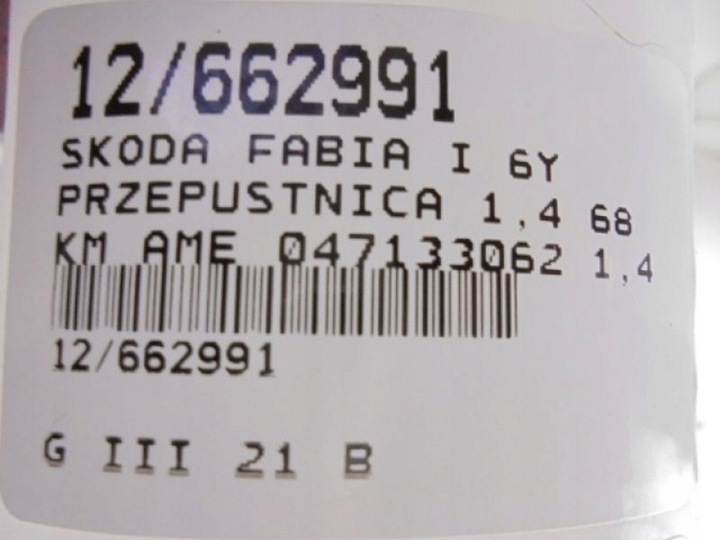 12/662991
SKODA FABIA I 6Y
PRZEPUSTNICA 1,4 68
KM AME 047133062 1,4
12/662991
G III 21 B